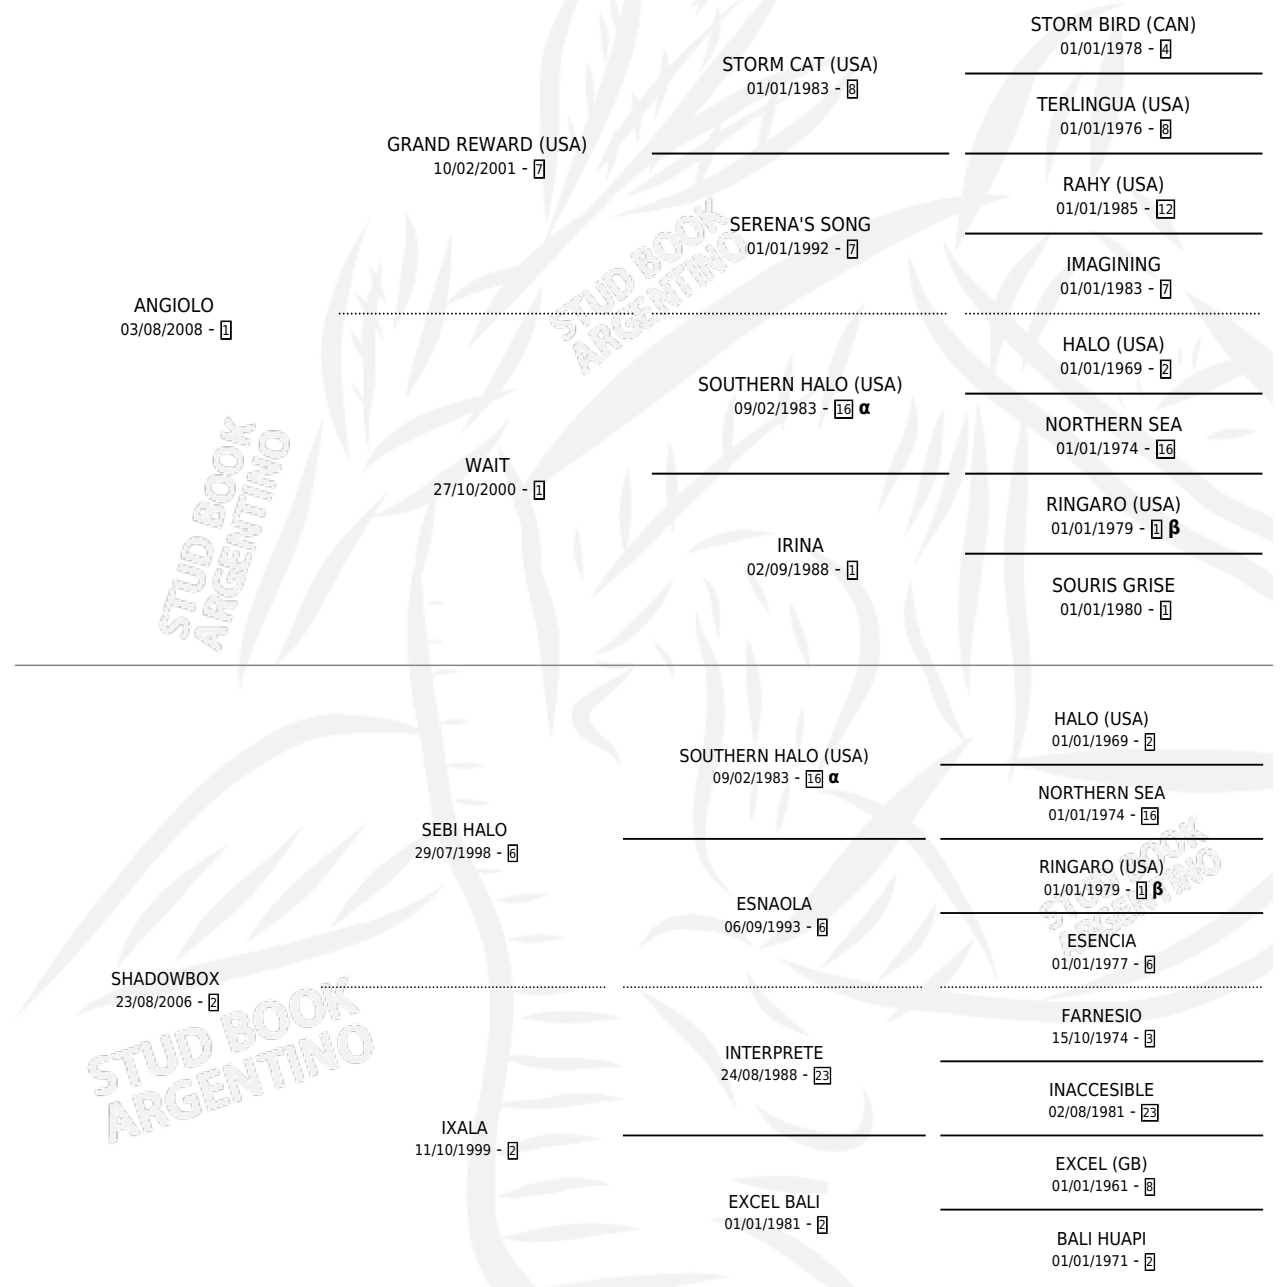 STORM BIRD (CAN)
01/01/1978 - 4
STORM CAT (USA)
01/01/1983 - 8
TERLINGUA (USA)
01/01/1976 - 8
GRAND REWARD (USA)
10/02/2001 - 7
RAHY (USA)
01/01/1985 - 12
SERENA'S SONG
01/01/1992 - 7
IMAGINING
01/01/1983 - 7
ANGIOLO
03/08/2008 - 1
HALO (USA)
01/01/1969 - 2
SOUTHERN HALO (USA)
09/02/1983 - 16 α
NORTHERN SEA
01/01/1974 - 16
WAIT
27/10/2000 - 1
RINGARO (USA)
01/01/1979 - 1 β
IRINA
02/09/1988 - 1
SOURIS GRISE
01/01/1980 - 1
STUD BOOK
ARGENTINO
STUD BOOK
ARGENTINO
HALO (USA)
01/01/1969 - 2
SOUTHERN HALO (USA)
09/02/1983 - 16 α
NORTHERN SEA
01/01/1974 - 16
SEBI HALO
29/07/1998 - 6
RINGARO (USA)
01/01/1979 - 1 β
ESNAOLA
06/09/1993 - 6
ESENCIA
01/01/1977 - 6
SHADOWBOX
23/08/2006 - 2
FARNESIO
15/10/1974 - 3
INTERPRETE
24/08/1988 - 23
INACCESIBLE
02/08/1981 - 23
IXALA
11/10/1999 - 2
EXCEL (GB)
01/01/1961 - 8
EXCEL BALI
01/01/1981 - 2
BALI HUAPI
01/01/1971 - 2
STUD BOOK
ARGENTINO
STUD BOOK
ARGENTINO